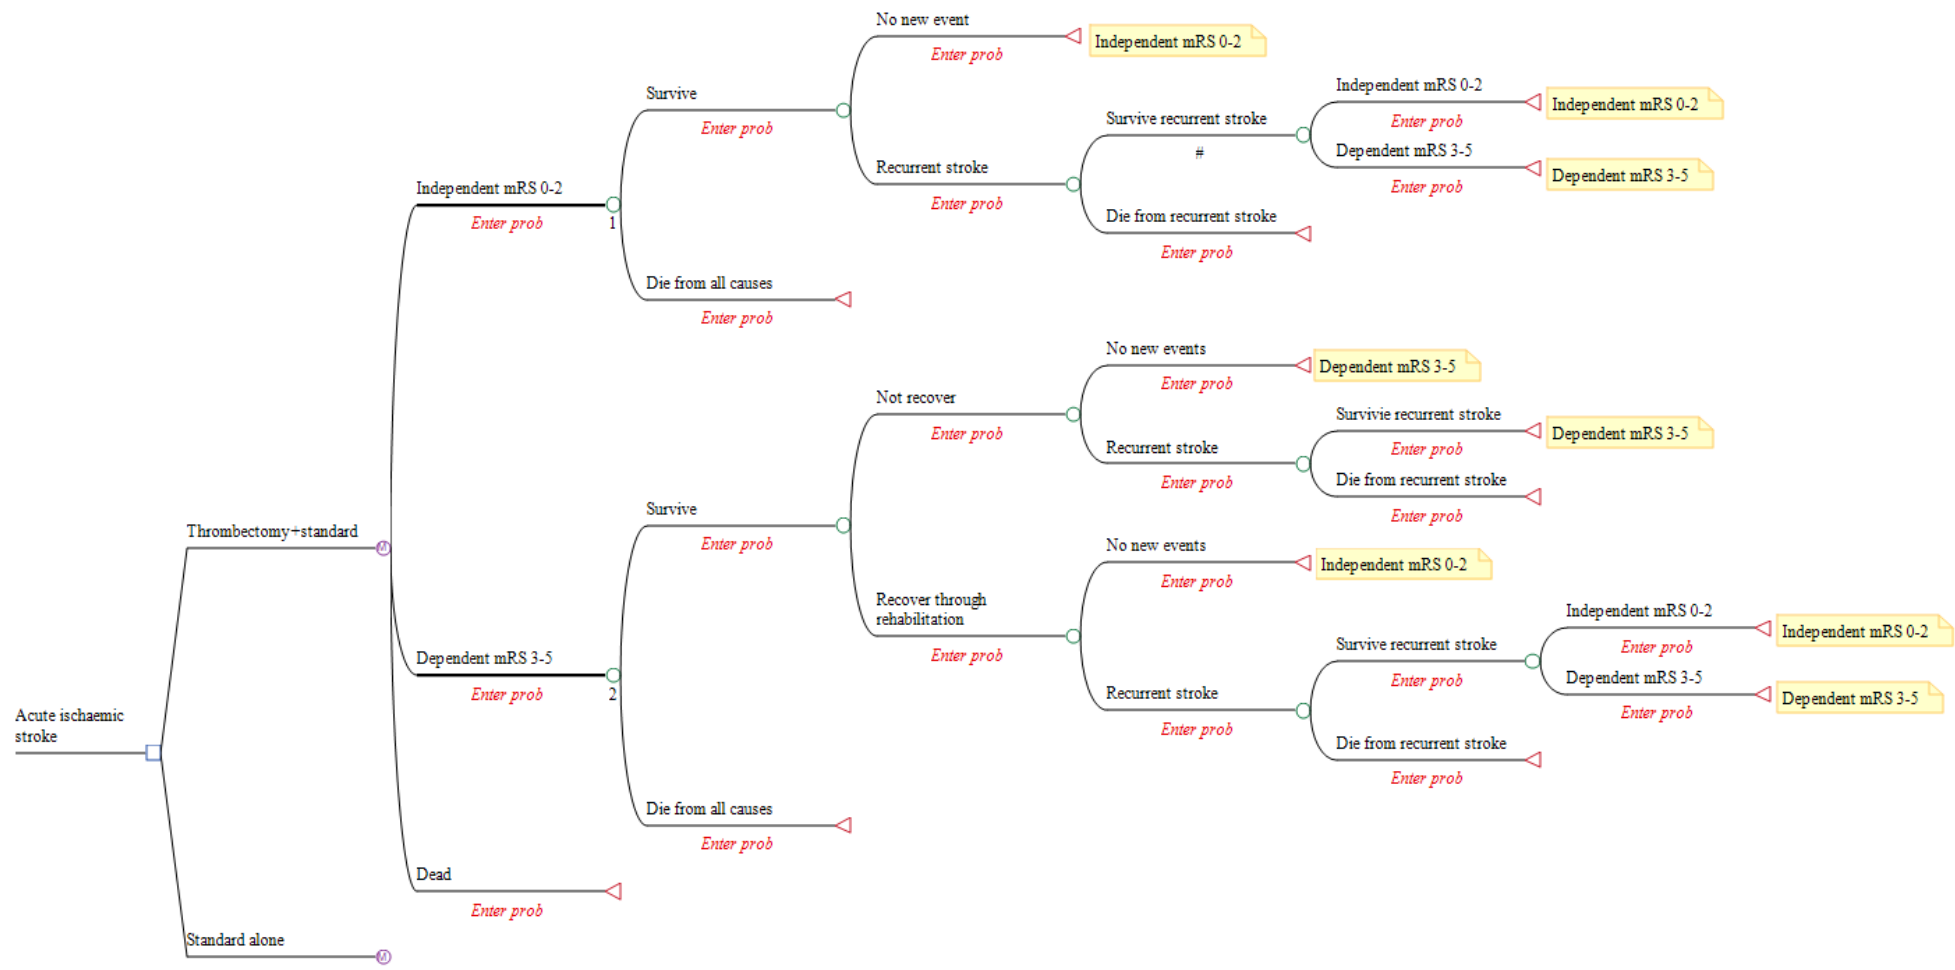 No new event
Enter prob
Independent mRS 0-2
Survive
Enter prob
Independent mRS 0-2
Enter prob
Independent mRS 0-2
Survive recurrent stroke
#
Dependent mRS 3-5
Enter prob
Dependent mRS 3-5
Recurrent stroke
Enter prob
Independent mRS 0-2
Enter prob
1
Die from recurrent stroke
Enter prob
Die from all causes
Enter prob
No new events
Enter prob
Dependent mRS 3-5
Not recover
Enter prob
Survivie recurrent stroke
Enter prob
Dependent mRS 3-5
Recurrent stroke
Enter prob
Die from recurrent stroke
Enter prob
Survive
Enter prob
Thrombectomy+standard
M
No new events
Enter prob
Independent mRS 0-2
Recover through
rehabilitation
Enter prob
Independent mRS 0-2
Enter prob
Independent mRS 0-2
Survive recurrent stroke
Enter prob
Dependent mRS 3-5
Enter prob
Dependent mRS 3-5
Dependent mRS 3-5
Enter prob
2
Recurrent stroke
Enter prob
Die from recurrent stroke
Enter prob
Acute ischaemic
stroke
Die from all causes
Enter prob
Dead
Enter prob
Standard alone
M